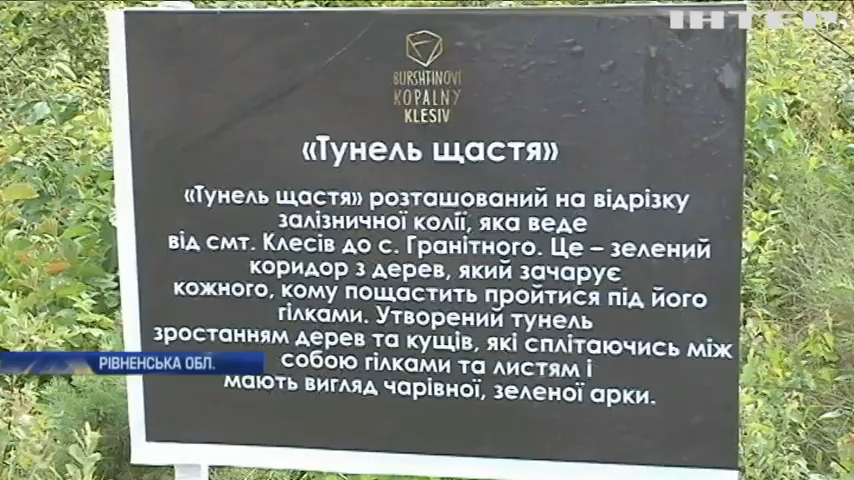 ІНТЕР
BURSHTINOVI
KOPALNY
KLESIV
«Тунель щастя»
«Тунель щастя» розташований на відрізку
залізничної колії, яка веде
від смт. Клесів до с. Гранітного. Це – зелений
коридор з дерев, який зачарує
кожного, кому пощастить пройтися під його
гілками. Утворений тунель
зростанням дерев та кущів, які сплітаючись між
собою гілками та листям і
мають вигляд чарівної, зеленої арки.
РІВНЕНСЬКА ОБЛ.